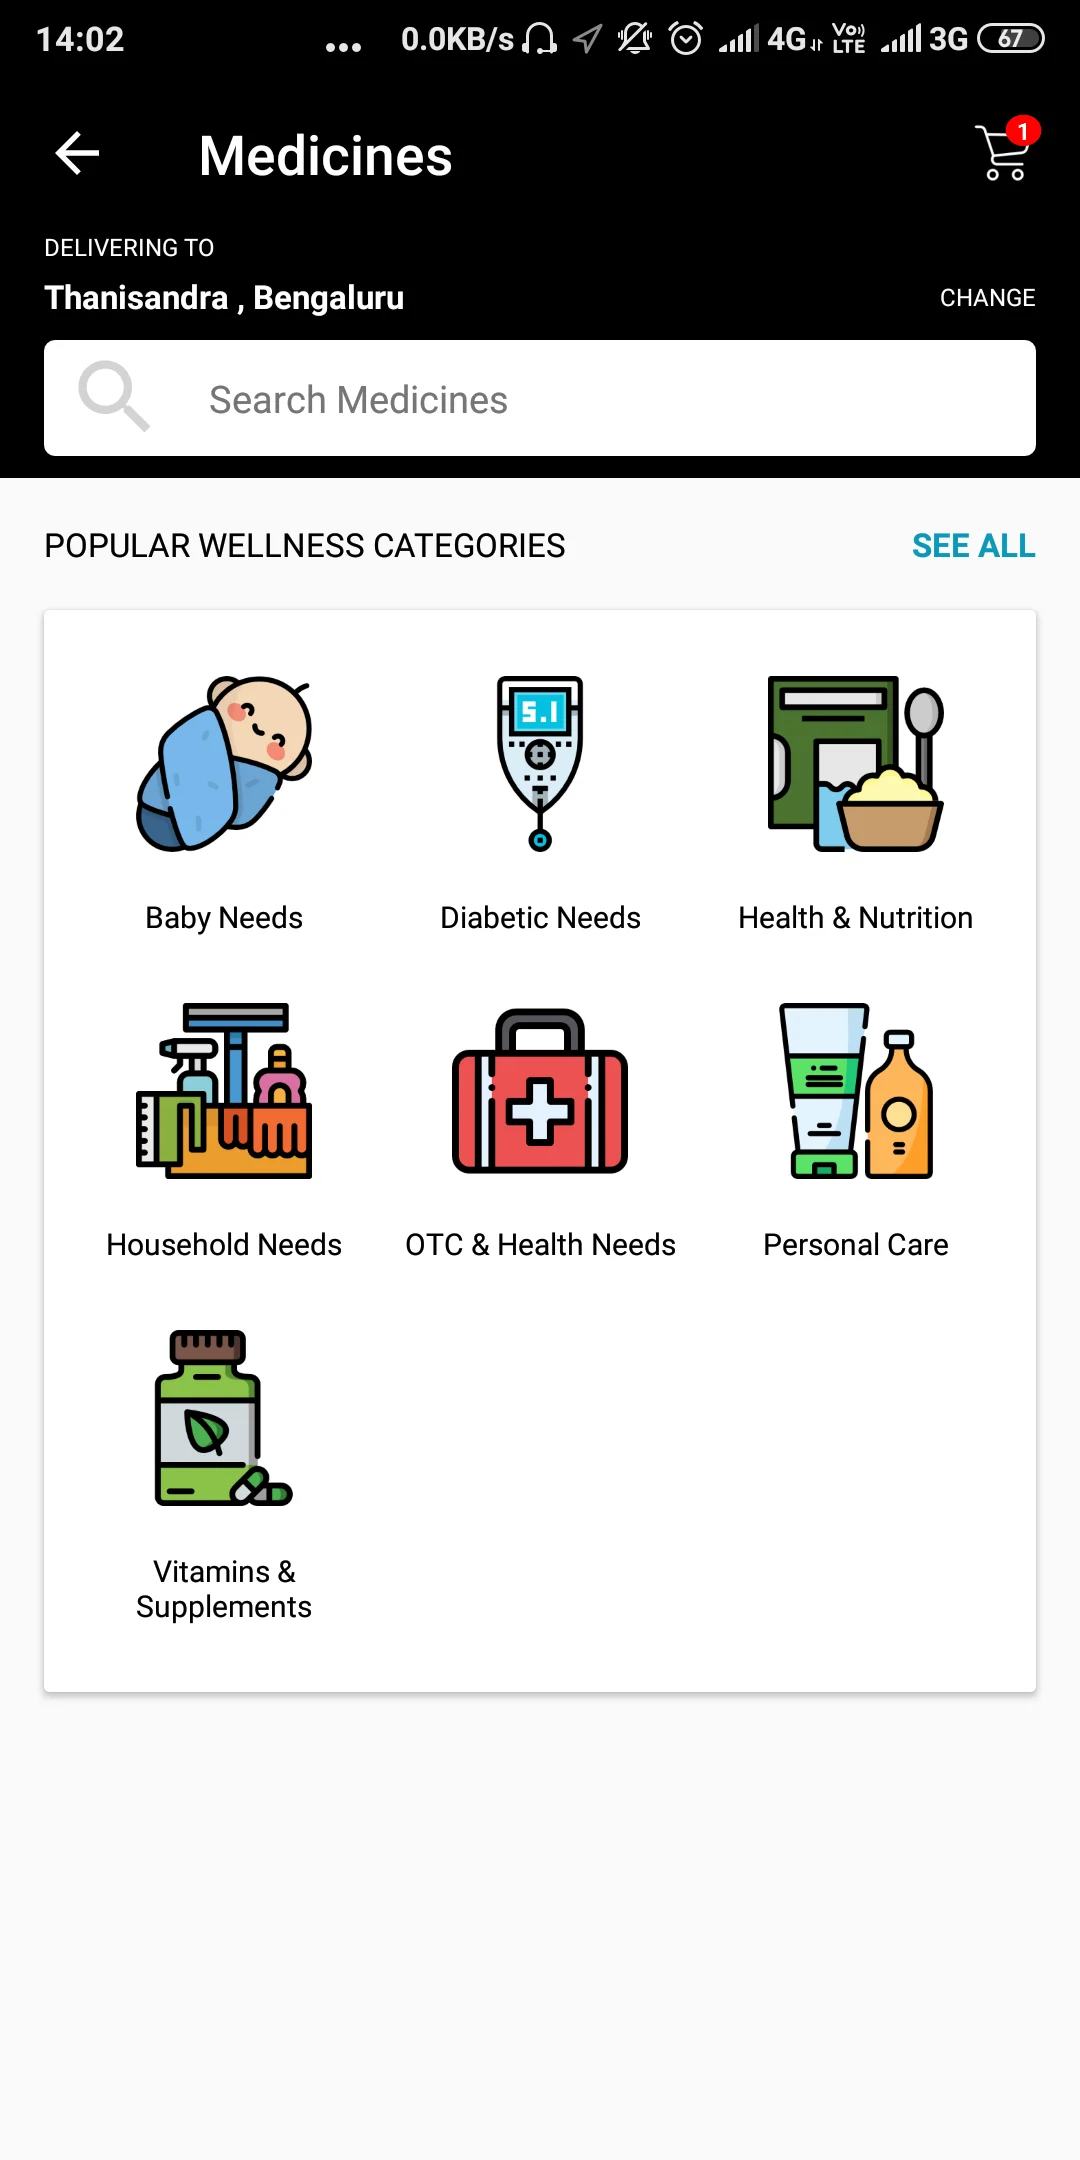 14:02 ... 0.0KB/s 4G VoLTE 3G 67
Medicines
1
DELIVERING TO
Thanisandra , Bengaluru
CHANGE
Search Medicines
POPULAR WELLNESS CATEGORIES
SEE ALL
5.1
Baby Needs
Diabetic Needs
Health & Nutrition
Household Needs
OTC & Health Needs
Personal Care
Vitamins &
Supplements